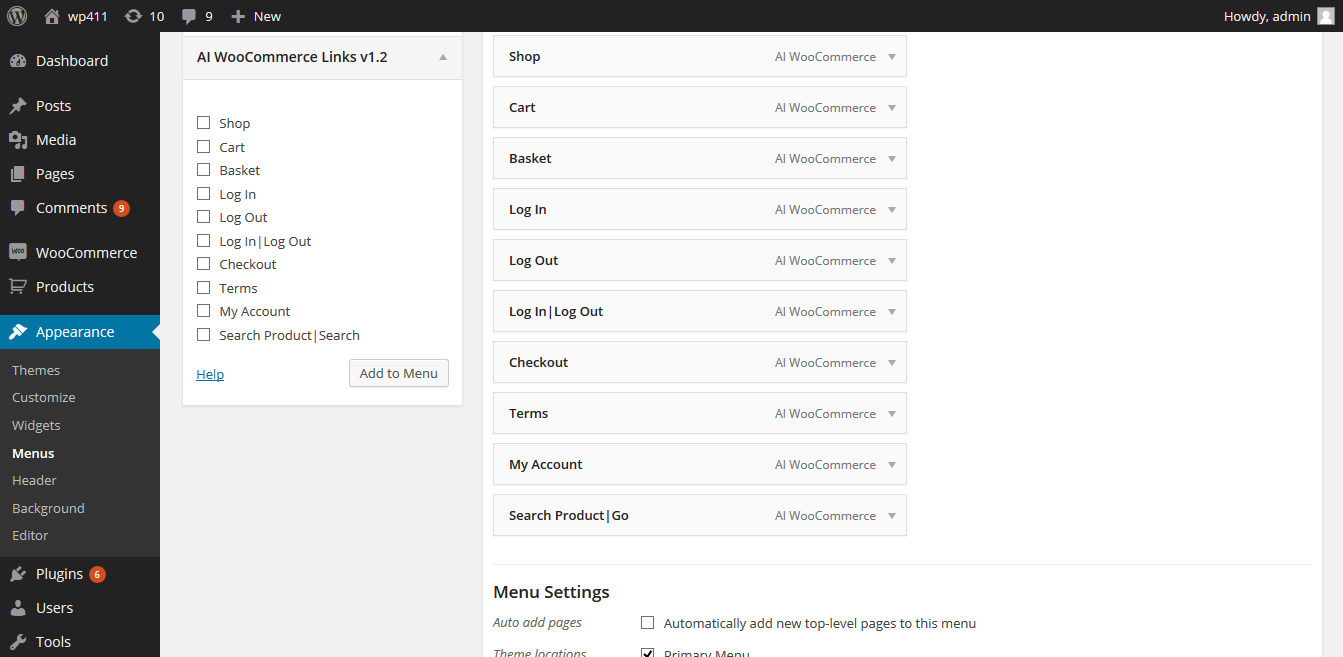 wp411 10 9 New Howdy, admin
Dashboard
Posts
Media
Pages
Comments 9
WooCommerce
Products
Appearance
Themes
Customize
Widgets
Menus
Header
Background
Editor
Plugins 6
Users
Tools
AI WooCommerce Links v1.2
Shop
Cart
Basket
Log In
Log Out
Log In|Log Out
Checkout
Terms
My Account
Search Product|Search
Help Add to Menu
Shop AI WooCommerce
Cart AI WooCommerce
Basket AI WooCommerce
Log In AI WooCommerce
Log Out AI WooCommerce
Log In|Log Out AI WooCommerce
Checkout AI WooCommerce
Terms AI WooCommerce
My Account AI WooCommerce
Search Product|Go AI WooCommerce
Menu Settings
Auto add pages Automatically add new top-level pages to this menu
Theme locations Primary Menu